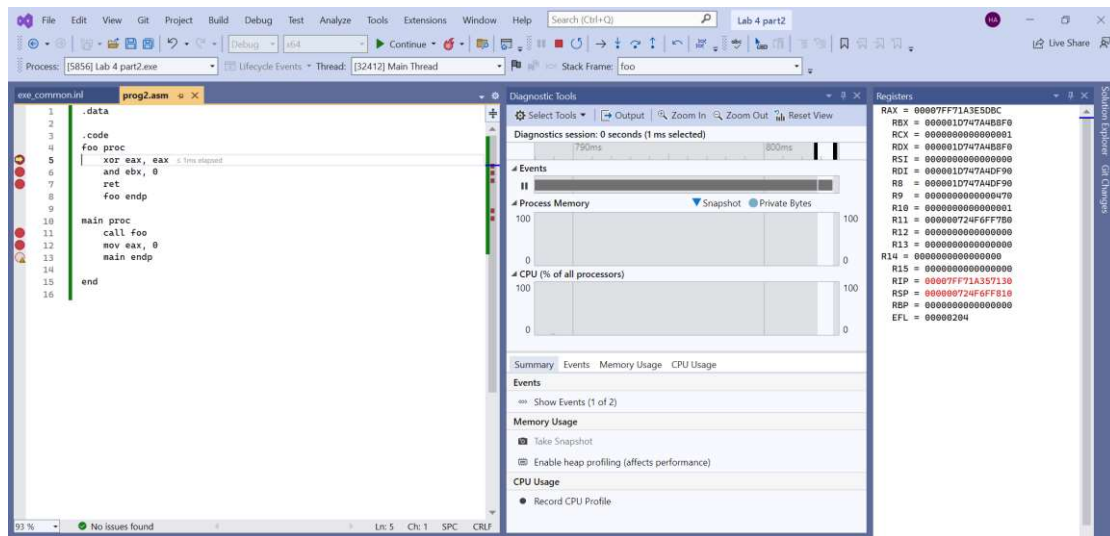 File Edit View Git Project Build Debug Test Analyze Tools Extensions Window Help Search (Ctrl+Q) Lab 4 part2 HA
Debug x64 Continue Live Share
Process: [5856] Lab 4 part2.exe Lifecycle Events Thread: [32412] Main Thread Stack Frame: foo
exe_common.inl prog2.asm
1 .data
2
3 .code
4 foo proc
5 xor eax, eax ≤ 1ms elapsed
6 and ebx, 0
7 ret
8 foo endp
9
10 main proc
11 call foo
12 mov eax, 0
13 main endp
14
15 end
16
93 % No issues found Ln: 5 Ch: 1 SPC CRLF
Diagnostic Tools
Select Tools Output Zoom In Zoom Out Reset View
Diagnostics session: 0 seconds (1 ms selected)
790ms 800ms
Events
Process Memory Snapshot Private Bytes
100 100
0 0
CPU (% of all processors)
100 100
0 0
Summary Events Memory Usage CPU Usage
Events
Show Events (1 of 2)
Memory Usage
Take Snapshot
Enable heap profiling (affects performance)
CPU Usage
Record CPU Profile
Registers
RAX = 00007FF71A3E5DBC
RBX = 000001D747A4B8F0
RCX = 0000000000000001
RDX = 000001D747A4B8F0
RSI = 0000000000000000
RDI = 000001D747A4DF90
R8 = 000001D747A4DF90
R9 = 0000000000000470
R10 = 0000000000000001
R11 = 000000724F6FF7B0
R12 = 0000000000000000
R13 = 0000000000000000
R14 = 0000000000000000
R15 = 0000000000000000
RIP = 00007FF71A357130
RSP = 000000724F6FF810
RBP = 0000000000000000
EFL = 00000204
Solution Explorer Git Changes